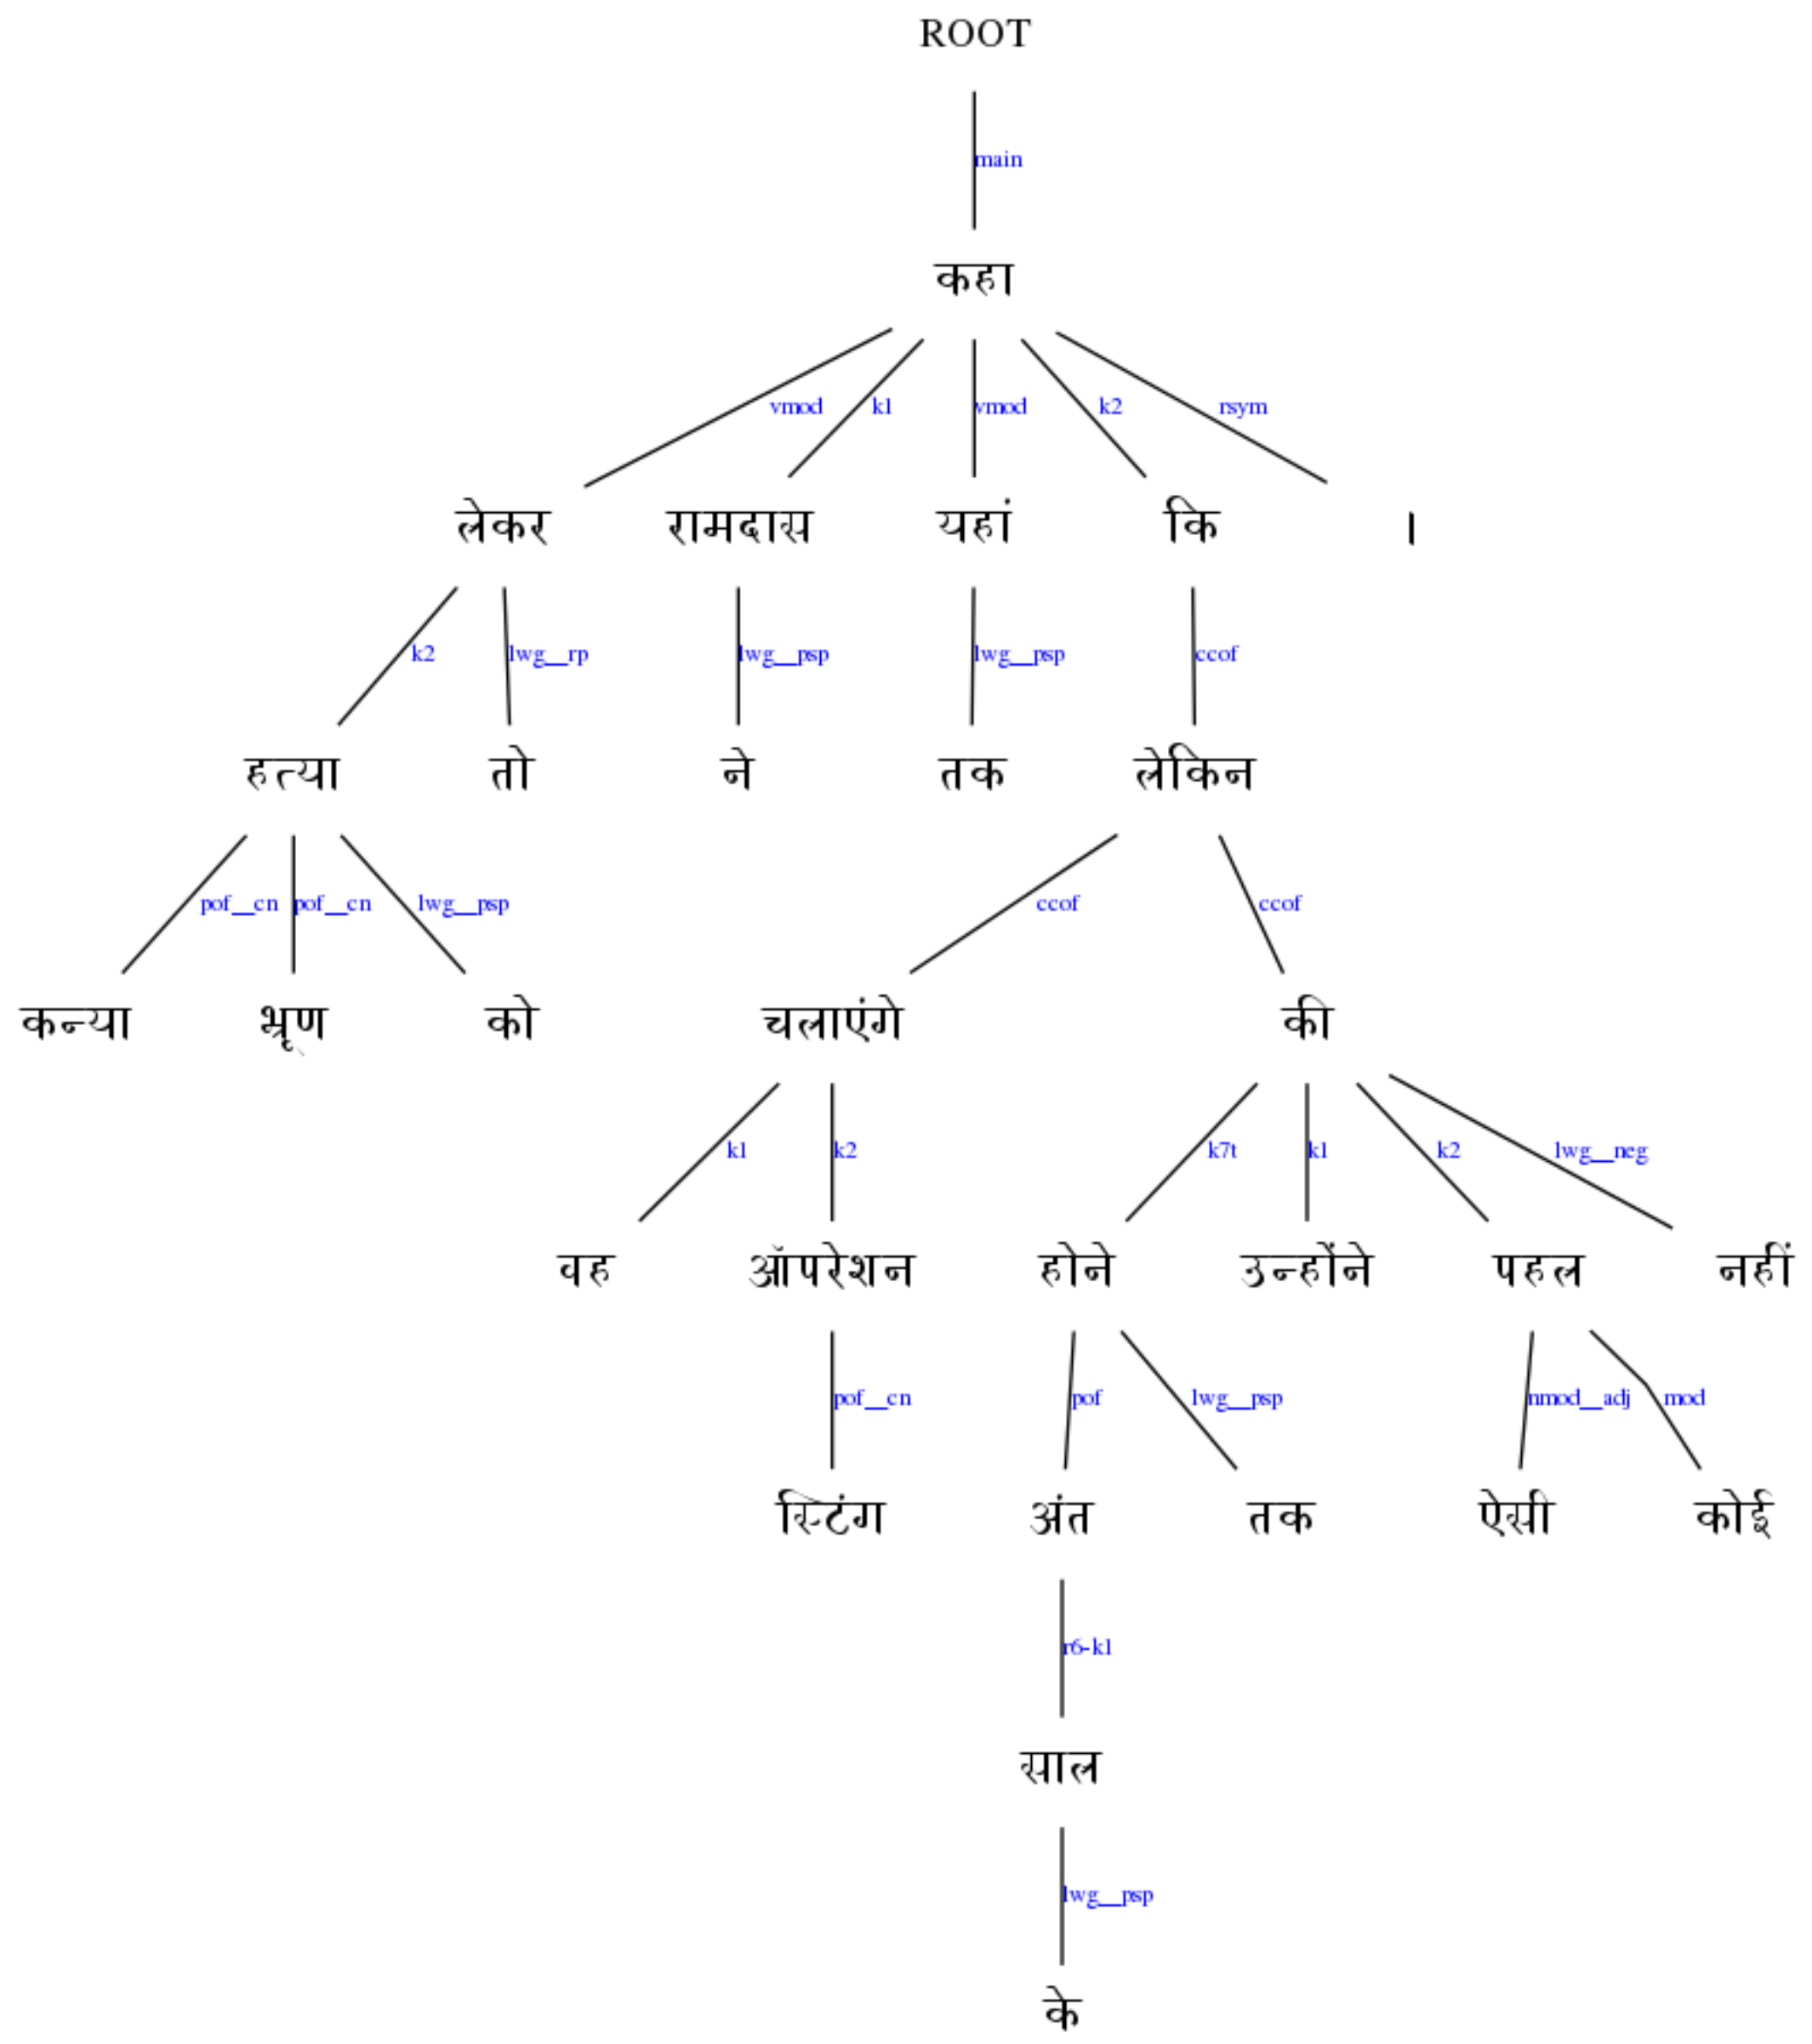 ROOT
main
कहा
vmod k1 vmod k2 rsym
लेकर रामदास यहां कि ।
k2 lwg__rp lwg__psp lwg__psp ccof
हत्या तो ने तक लेकिन
pof__cn pof__cn lwg__psp ccof ccof
कन्या भ्रूण को चलाएंगे की
k1 k2 k7t k1 k2 lwg__neg
वह ऑपरेशन होने उन्होंने पहल नहीं
pof__cn pof lwg__psp nmod__adj mod
स्टिंग अंत तक ऐसी कोई
r6-k1
साल
lwg__psp
के